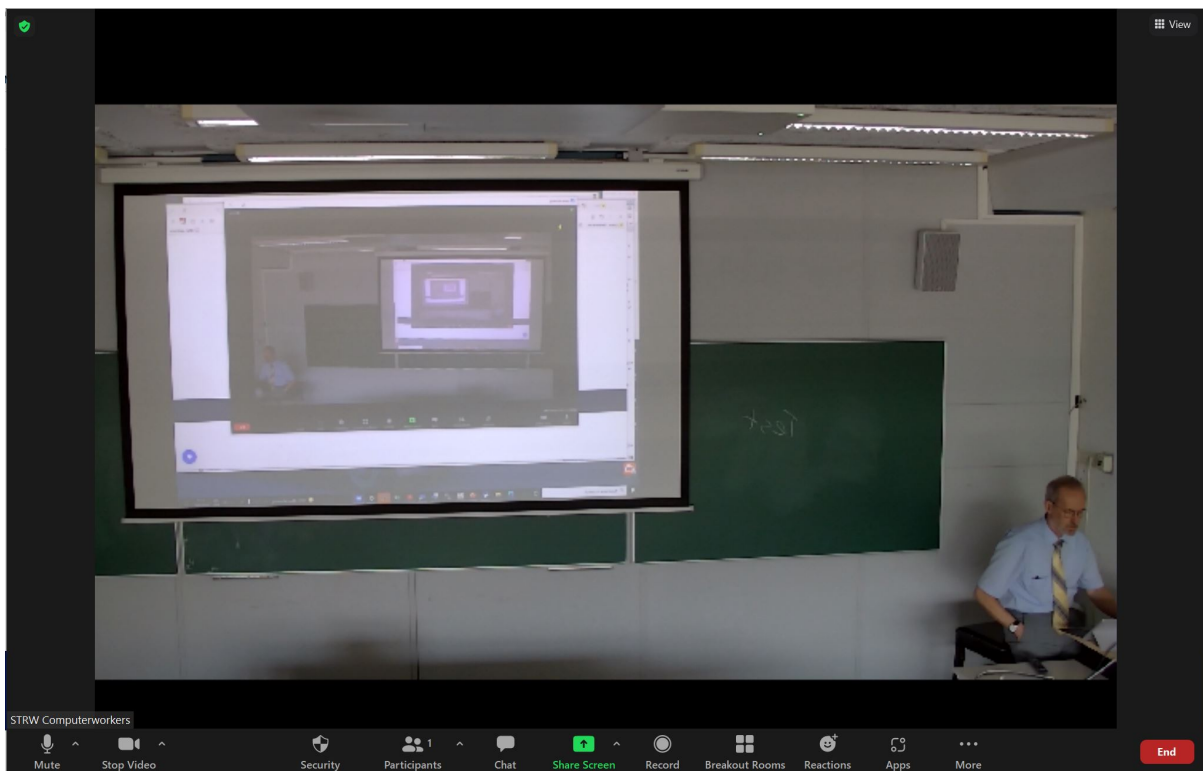 View
Test
STRW Computerworkers
1
Mute
Stop Video
Security
Participants
Chat
Share Screen
Record
Breakout Rooms
Reactions
Apps
More
End